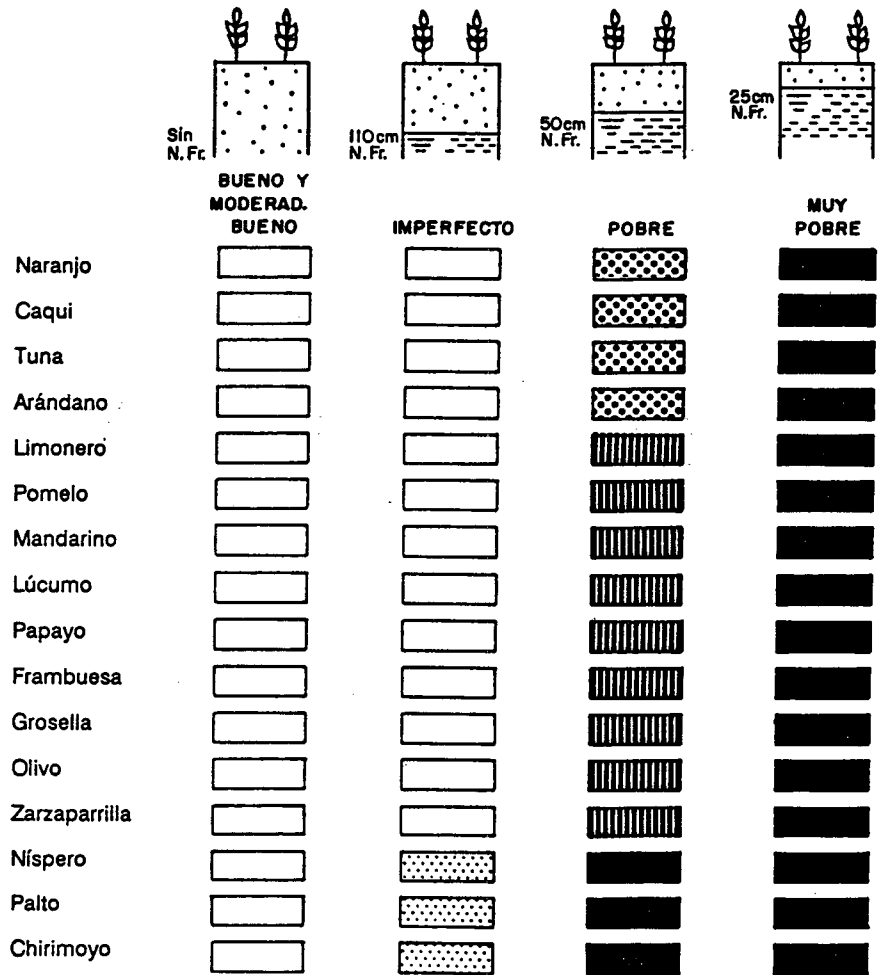 Sin
N. Fr.
110cm
N. Fr.
50cm
N. Fr.
25cm
N. Fr.
BUENO Y
MODERAD.
BUENO
IMPERFECTO
POBRE
MUY
POBRE
Naranjo
Caqui
Tuna
Arándano
Limonero
Pomelo
Mandarino
Lúcumo
Papayo
Frambuesa
Grosella
Olivo
Zarzaparrilla
Níspero
Palto
Chirimoyo